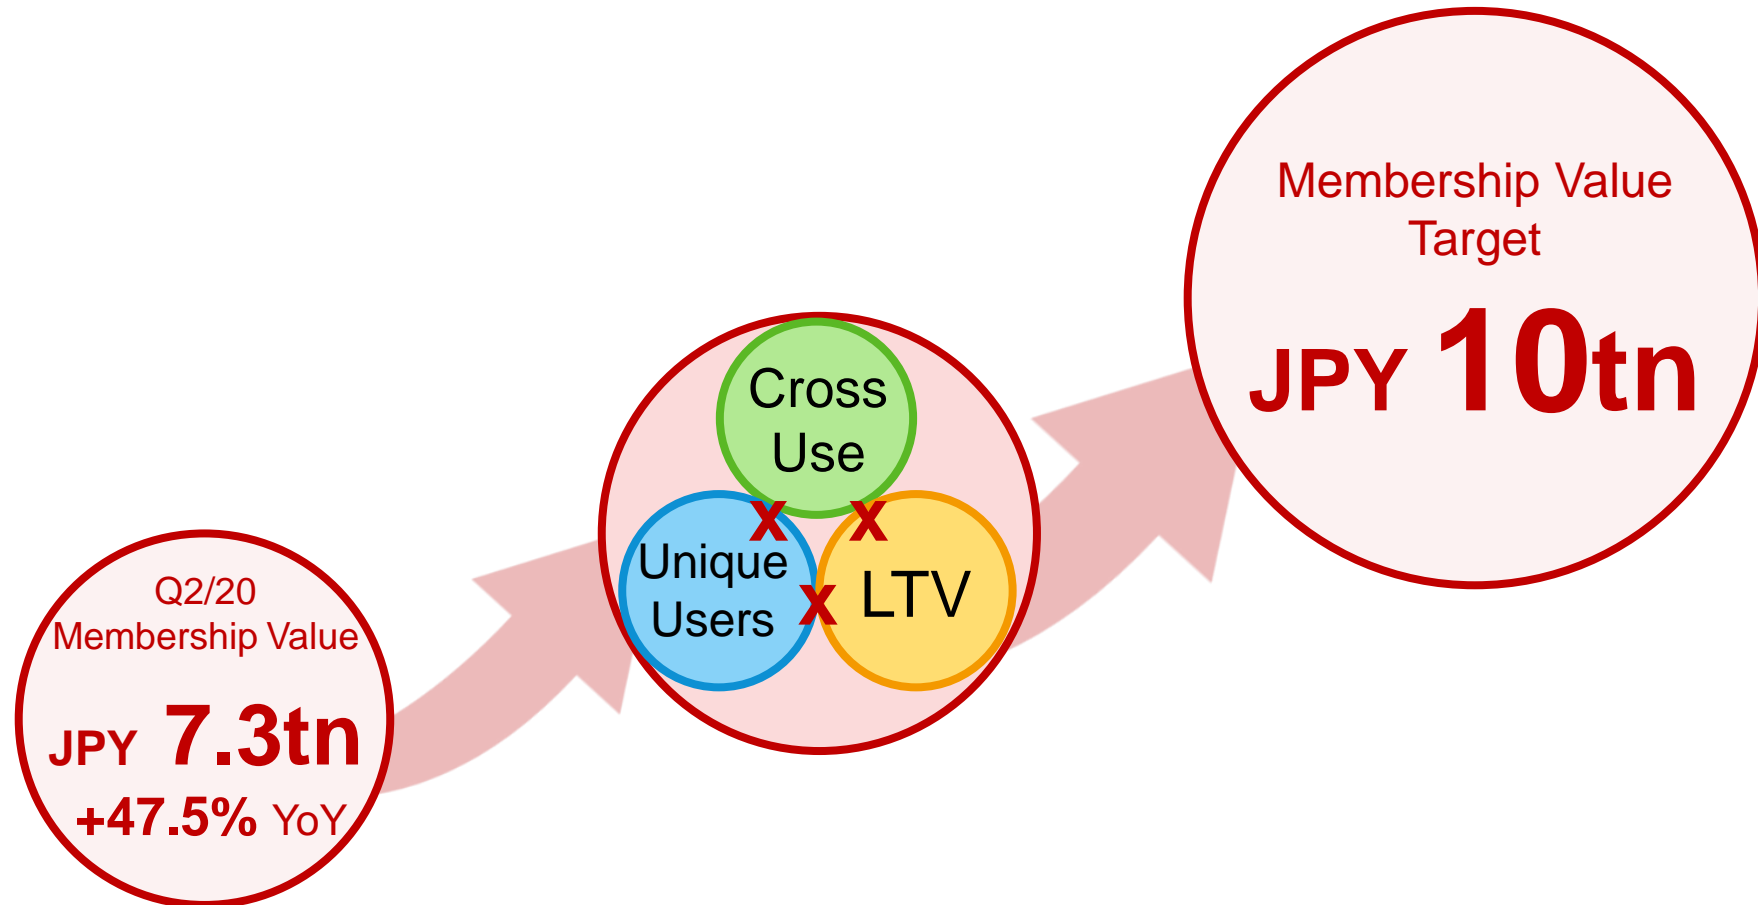 Q2/20
Membership Value
JPY 7.3tn
+47.5% YoY
Cross
Use
x x
Unique
Users
x
LTV
Membership Value
Target
JPY 10tn